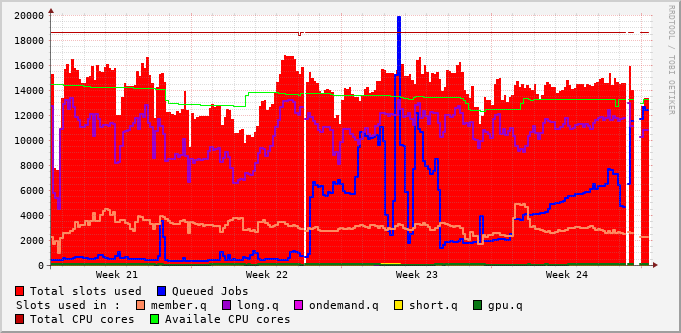 20000
18000
16000
14000
12000
10000
8000
6000
4000
2000
0
Week 21 Week 22 Week 23 Week 24
RRDTOOL / TOBI OETIKER
Total slots used Queued Jobs
Slots used in : member.q long.q ondemand.q short.q gpu.q
Total CPU cores Availale CPU cores